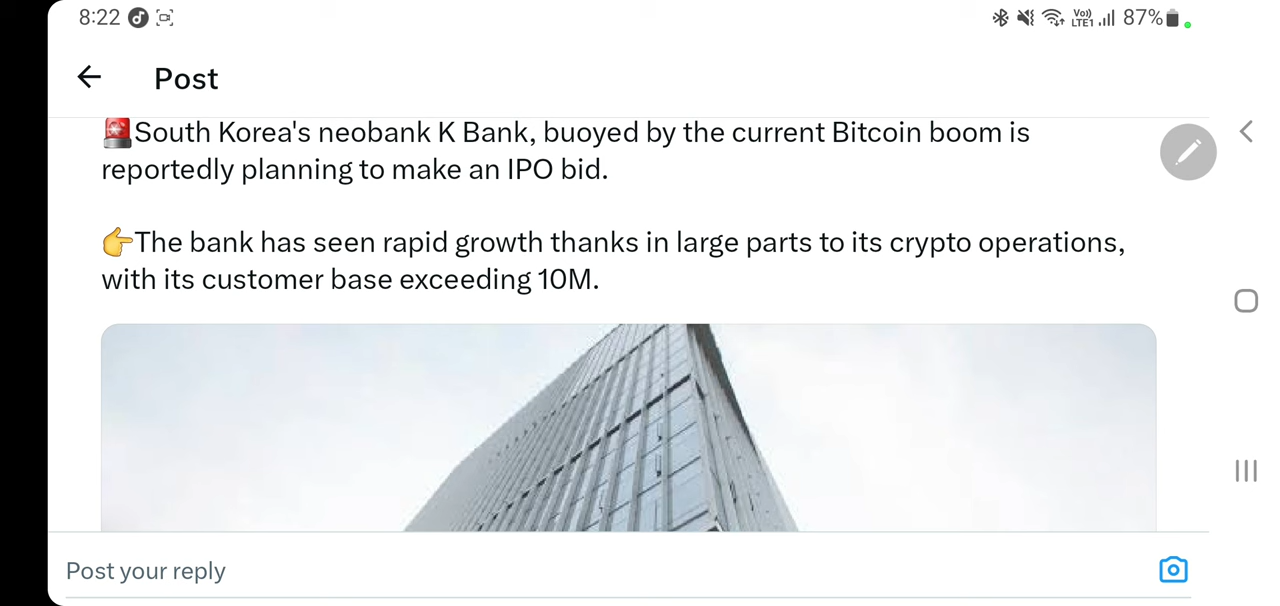 8:22
Vo) LTE1 87%
Post
🚨South Korea's neobank K Bank, buoyed by the current Bitcoin boom is
reportedly planning to make an IPO bid.
👉The bank has seen rapid growth thanks in large parts to its crypto operations,
with its customer base exceeding 10M.
Post your reply